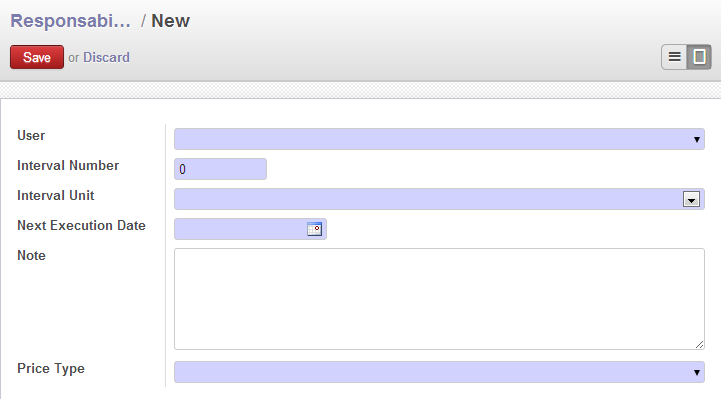 Responsabi... / New
Save or Discard
User
Interval Number 0
Interval Unit
Next Execution Date
Note
Price Type